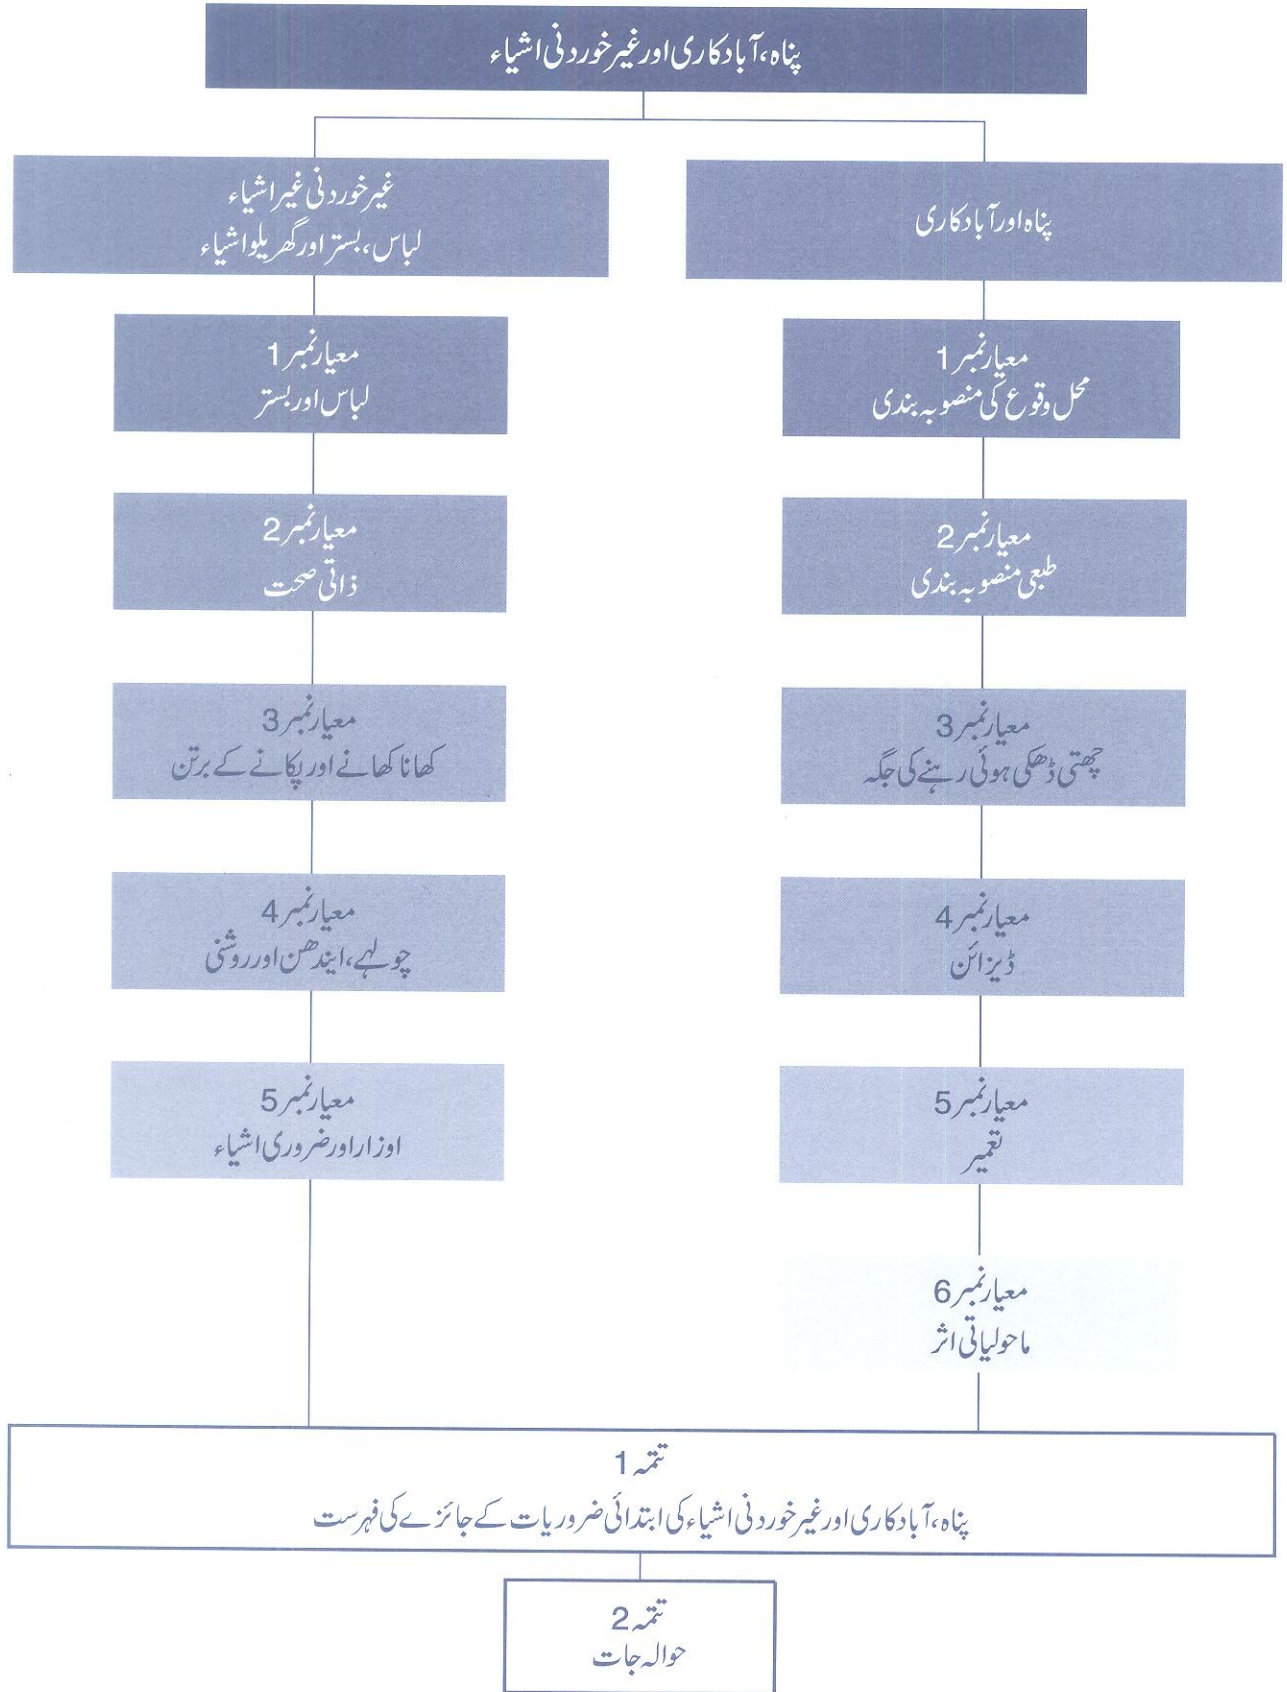 پناہ، آبادکاری اور غیر خوردنی اشیاء
پناہ اور آبادکاری
معیار نمبر 1
محل وقوع کی منصوبہ بندی
معیار نمبر 2
طبعی منصوبہ بندی
معیار نمبر 3
چھتی ڈھکی ہوئی رہنے کی جگہ
معیار نمبر 4
ڈیزائن
معیار نمبر 5
تعمیر
معیار نمبر 6
ماحولیاتی اثر
غیر خوردنی غیر اشیاء
لباس، بستر اور گھریلو اشیاء
معیار نمبر 1
لباس اور بستر
معیار نمبر 2
ذاتی صحت
معیار نمبر 3
کھانا کھانے اور پکانے کے برتن
معیار نمبر 4
چولہے، ایندھن اور روشنی
معیار نمبر 5
اوزار اور ضروری اشیاء
تتمہ 1
پناہ، آبادکاری اور غیر خوردنی اشیاء کی ابتدائی ضروریات کے جائزے کی فہرست
تتمہ 2
حوالہ جات